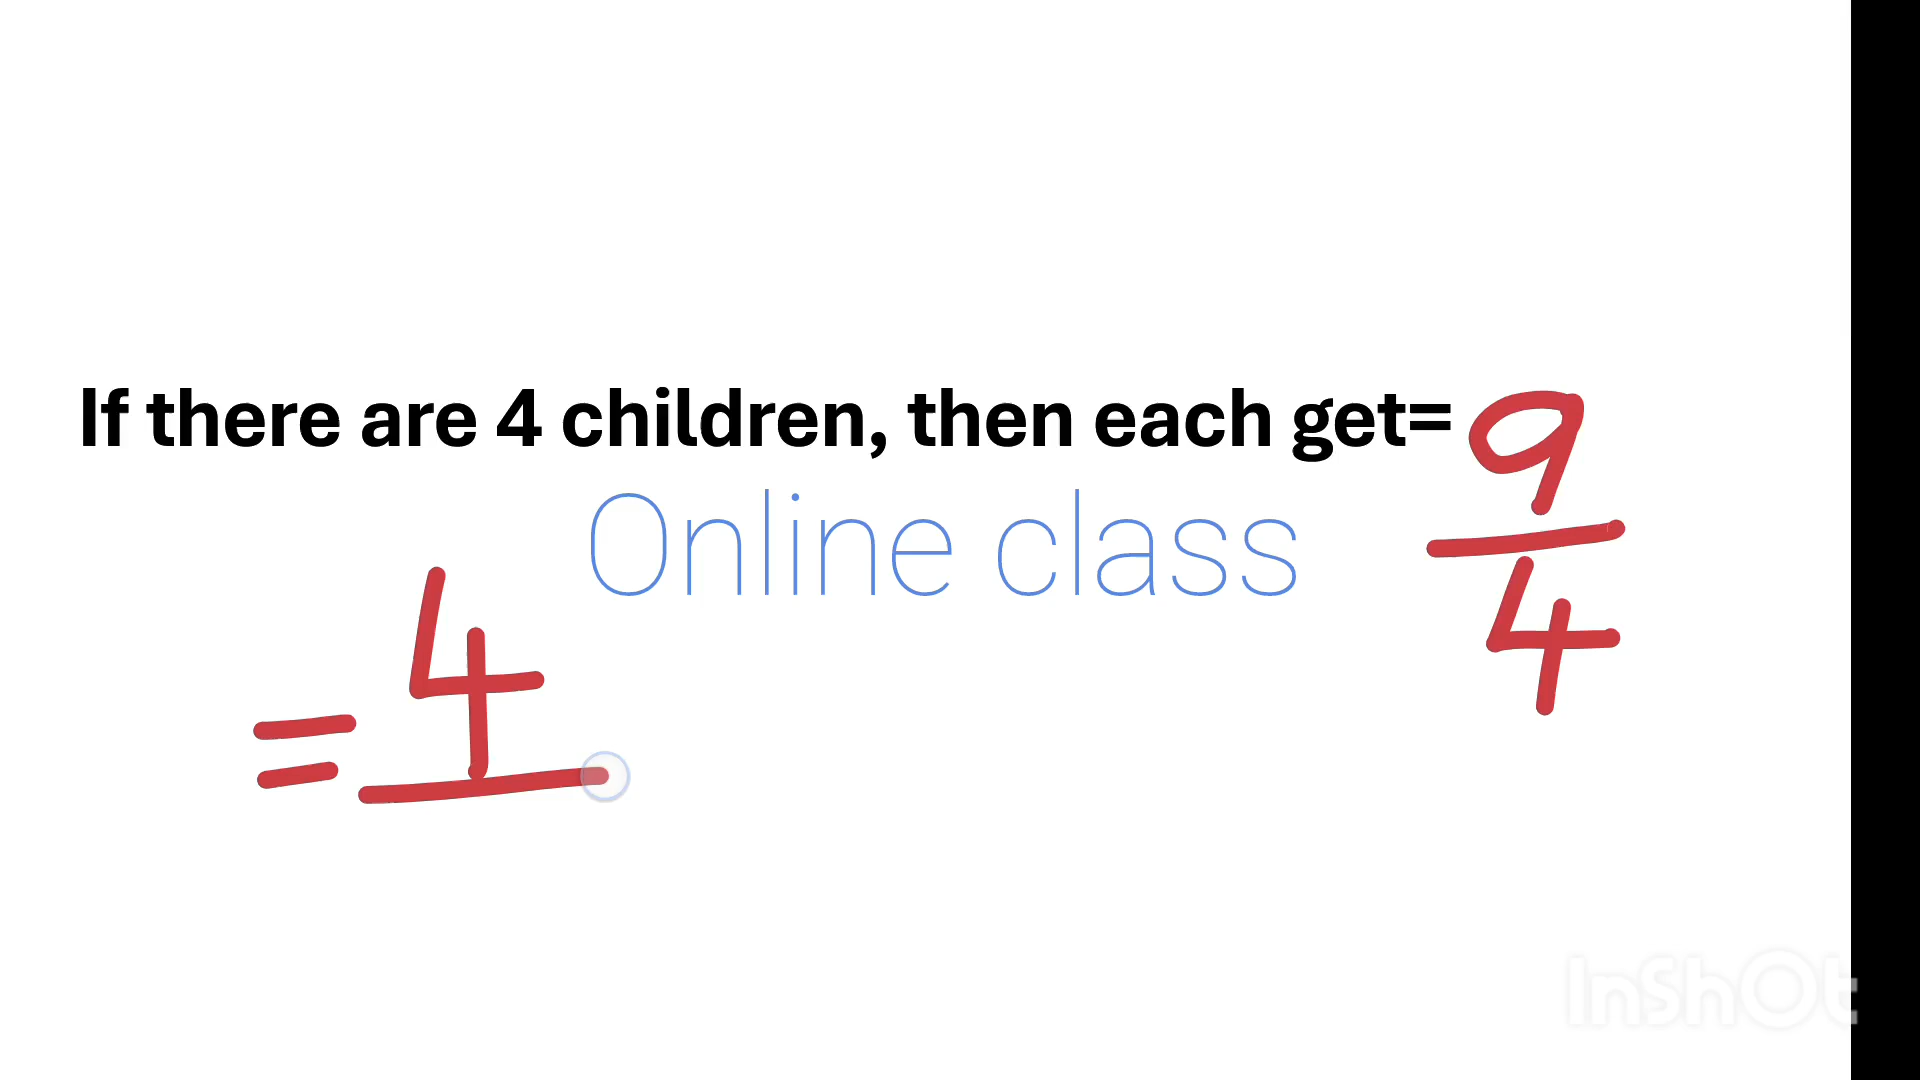 If there are 4 children, then each get= 9/4
Online class
= 4
InShOt